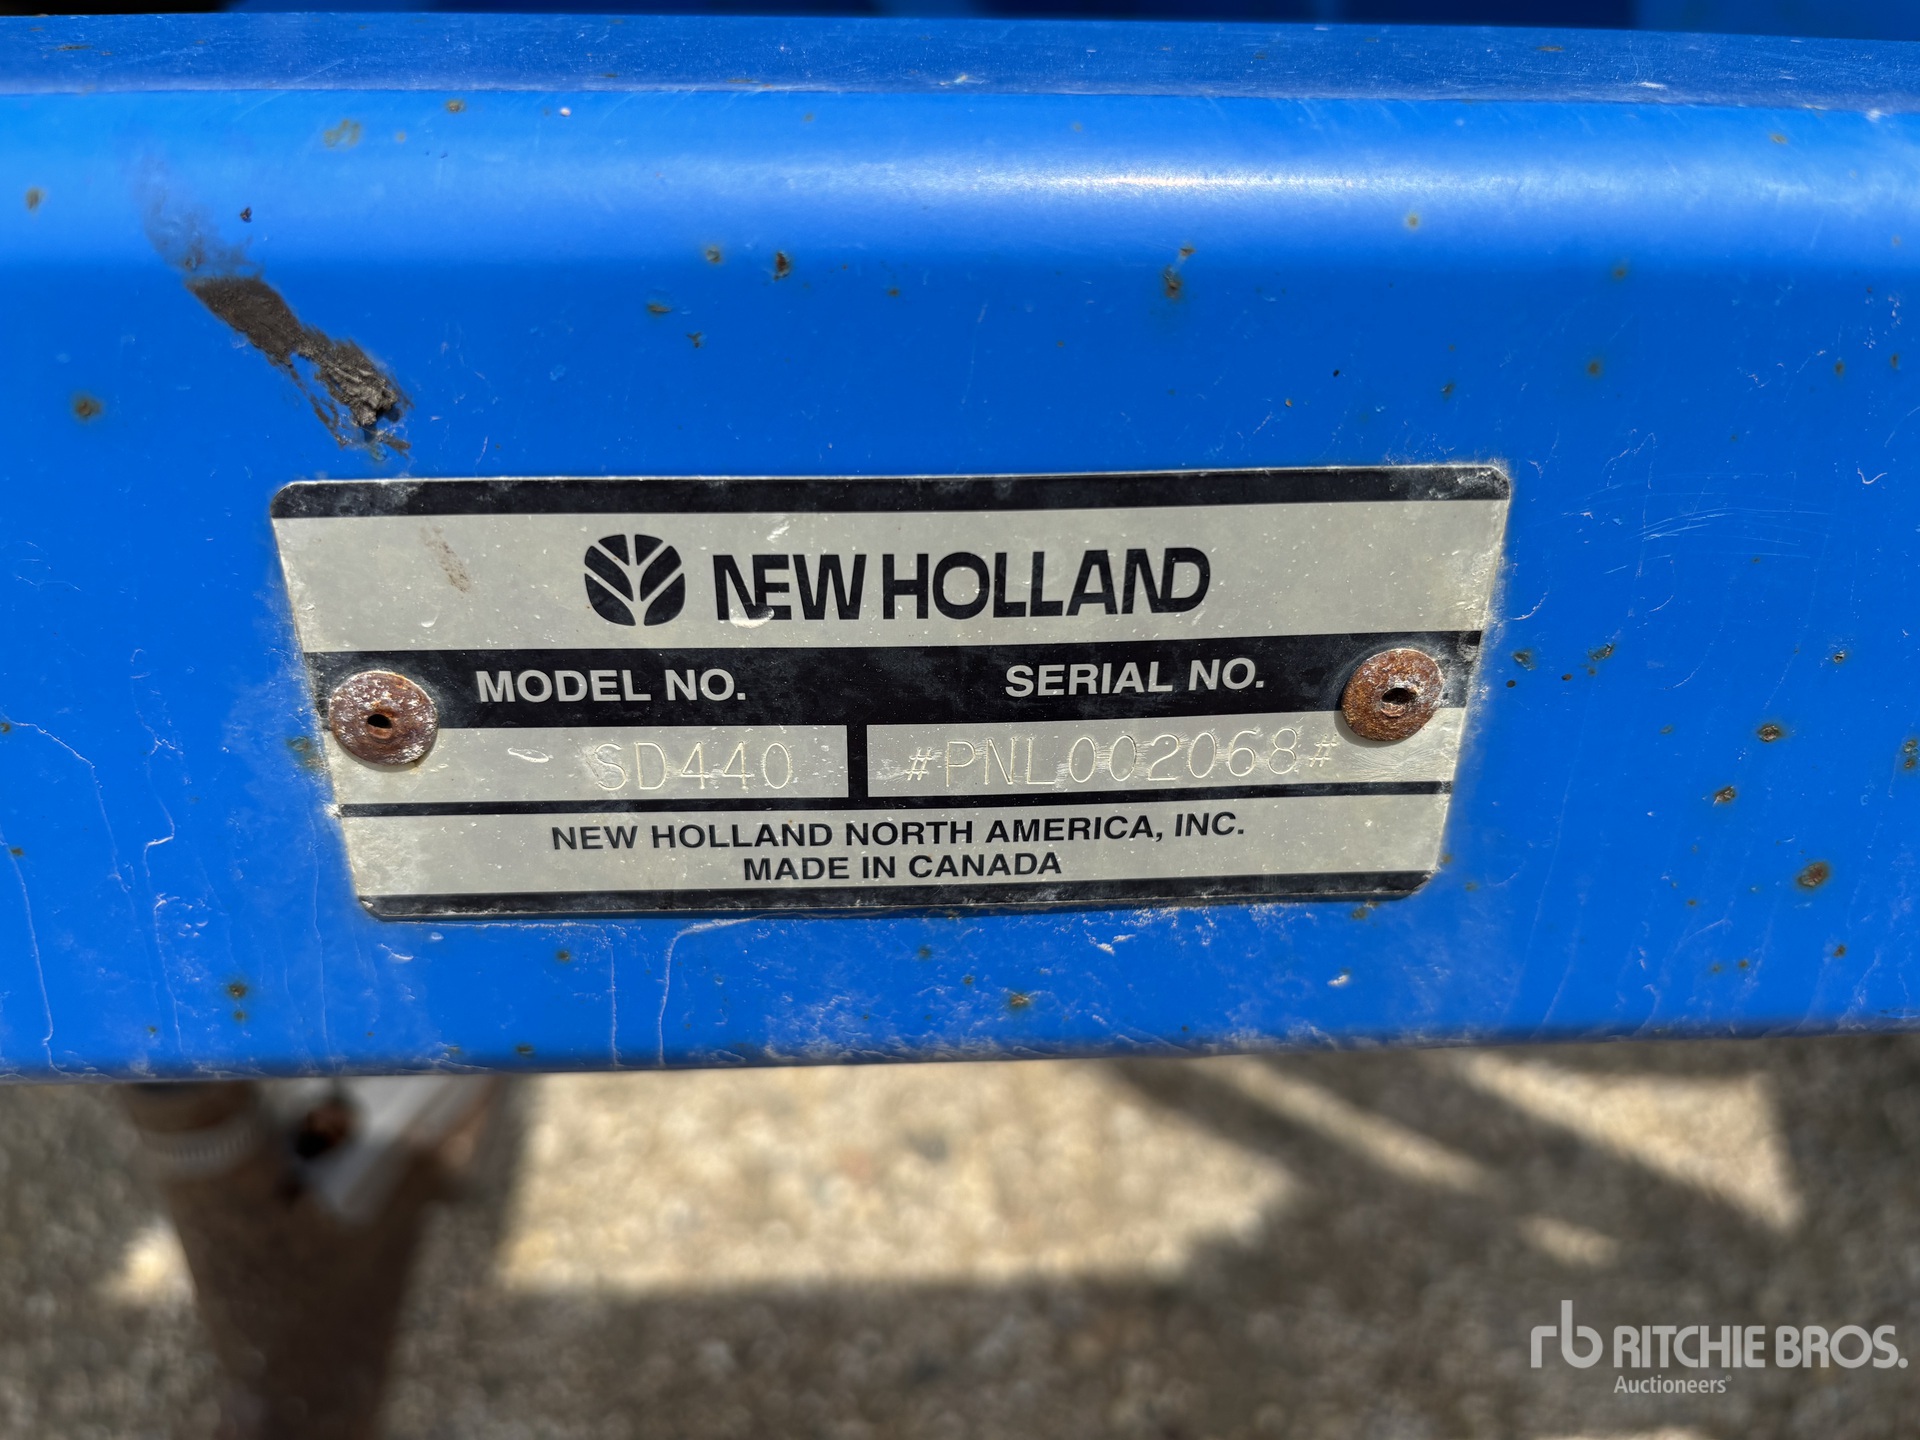 NEW HOLLAND
MODEL NO. SERIAL NO.
SD440 #PNL002068#
NEW HOLLAND NORTH AMERICA, INC.
MADE IN CANADA
rb RITCHIE BROS.
Auctioneers